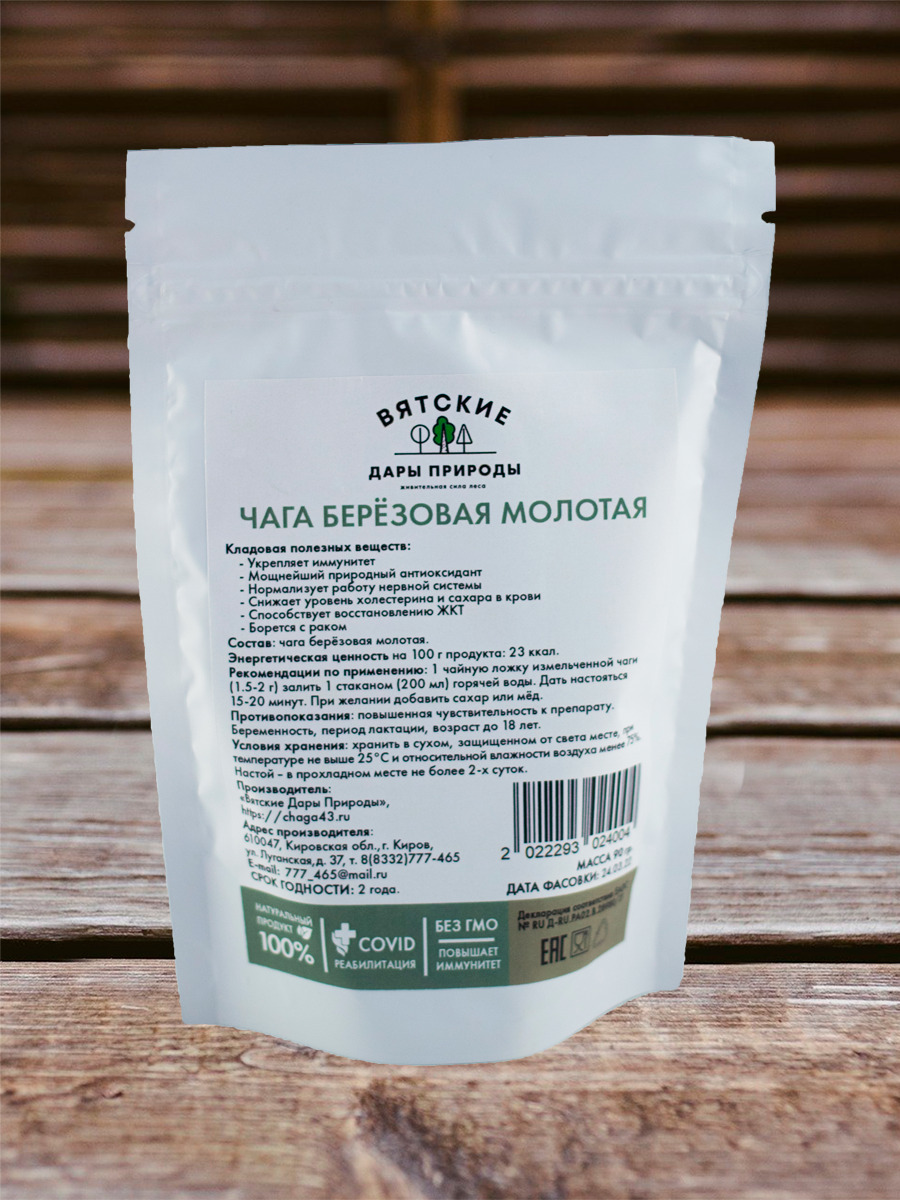 ВЯТСКИЕ
ДАРЫ ПРИРОДЫ
живительная сила леса
ЧАГА БЕРЁЗОВАЯ МОЛОТАЯ
Кладовая полезных веществ:
- Укрепляет иммунитет
- Мощнейший природный антиоксидант
- Нормализует работу нервной системы
- Снижает уровень холестерина и сахара в крови
- Способствует восстановлению ЖКТ
- Борется с раком
Состав: чага берёзовая молотая.
Энергетическая ценность на 100 г продукта: 23 ккал.
Рекомендации по применению: 1 чайную ложку измельченной чаги
(1.5-2 г) залить 1 стаканом (200 мл) горячей воды. Дать настояться
15-20 минут. При желании добавить сахар или мёд.
Противопоказания: повышенная чувствительность к препарату.
Беременность, период лактации, возраст до 18 лет.
Условия хранения: хранить в сухом, защищенном от света месте, при
температуре не выше 25°С и относительной влажности воздуха менее 75%.
Настой – в прохладном месте не более 2-х суток.
Производитель:
«Вятские Дары Природы»,
https://chaga43.ru
Адрес производителя:
610047, Кировская обл., г. Киров,
ул. Луганская, д. 37, т. 8(8332)777-465
E-mail: 777_465@mail.ru
СРОК ГОДНОСТИ: 2 года.
2 022293 024004
МАССА 90 гр.
ДАТА ФАСОВКИ: 24.03.22
НАТУРАЛЬНЫЙ
ПРОДУКТ
100%
COVID
РЕАБИЛИТАЦИЯ
БЕЗ ГМО
ПОВЫШАЕТ
ИММУНИТЕТ
Декларация соответствия
№ RU Д-RU.РА02.В.
EAC